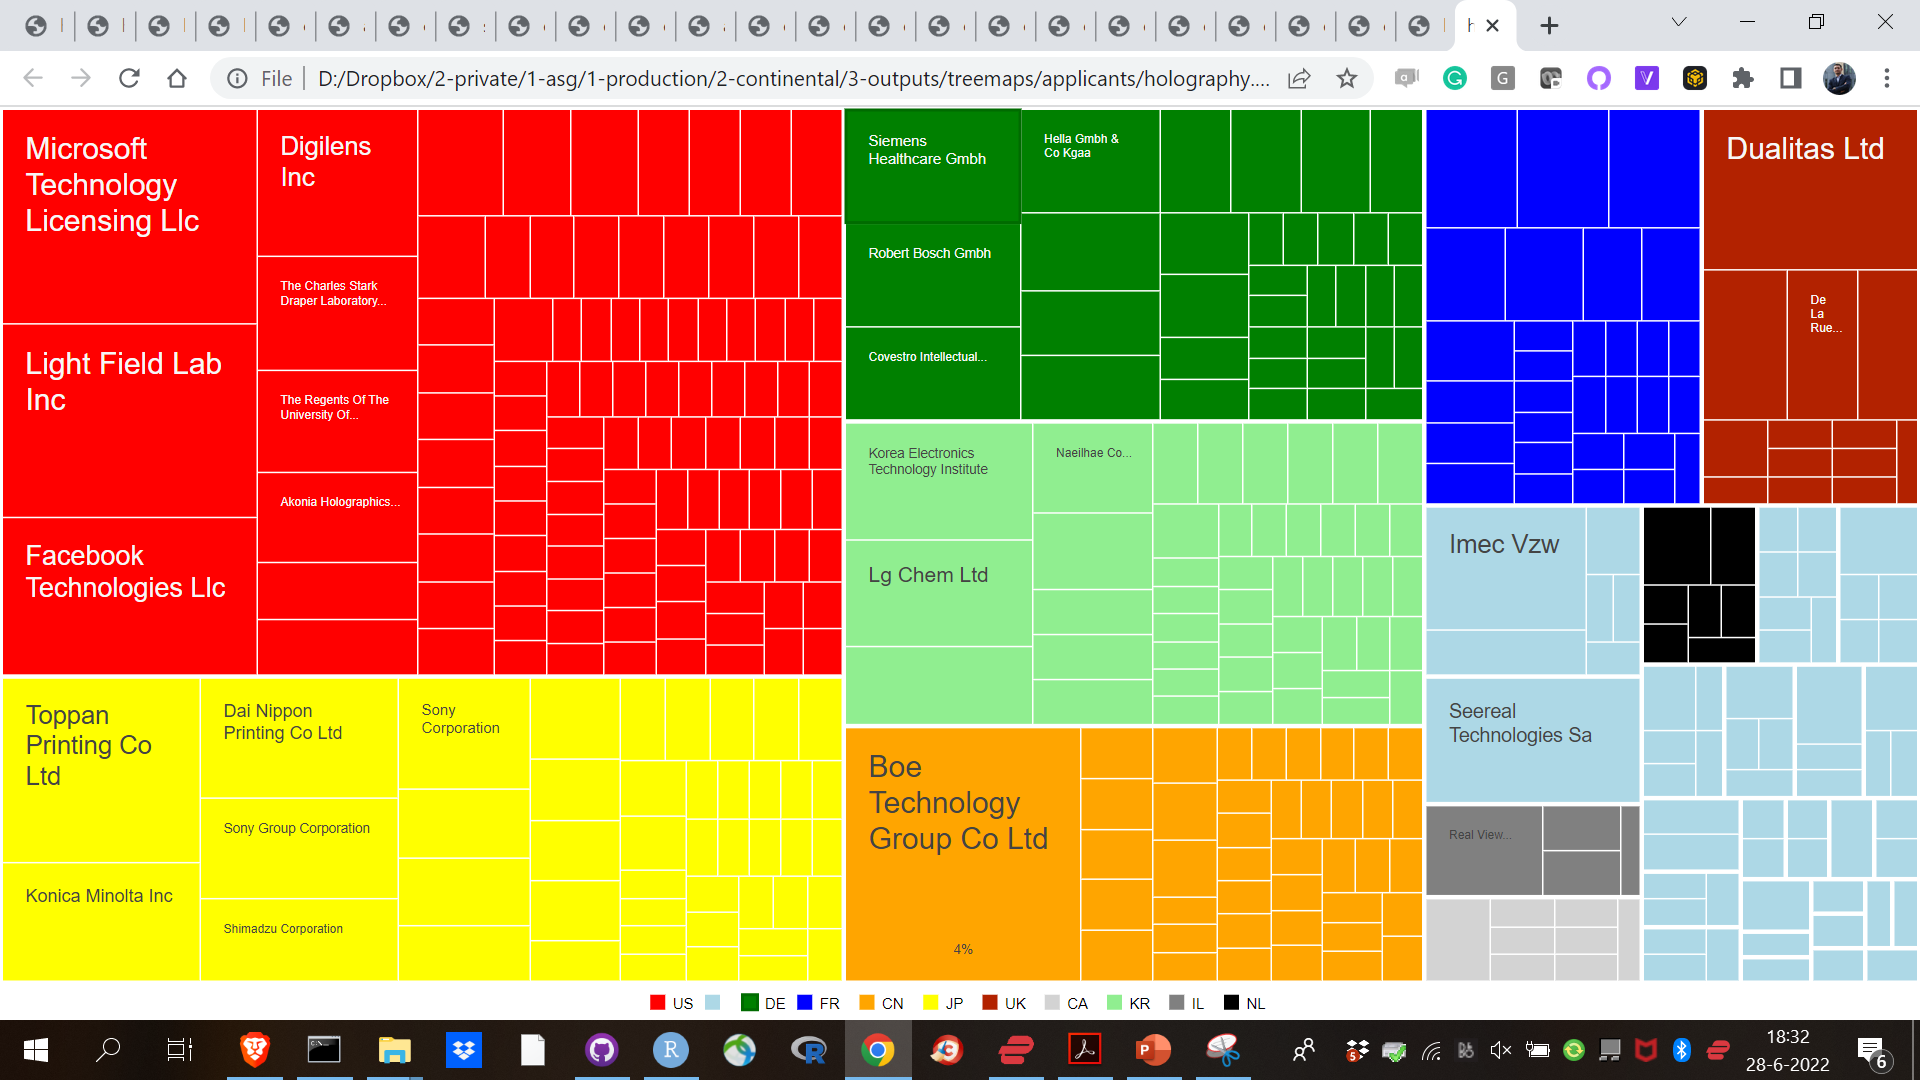 File
D:/Dropbox/2-private/1-asg/1-production/2-continental/3-outputs/treemaps/applicants/holography....
Microsoft
Technology
Licensing Llc
Light Field Lab
Inc
Facebook
Technologies Llc
Digilens
Inc
The Charles Stark
Draper Laboratory...
The Regents Of The
University Of...
Akonia Holographics...
Siemens
Healthcare Gmbh
Robert Bosch Gmbh
Covestro Intellectual...
Hella Gmbh &
Co Kgaa
Korea Electronics
Technology Institute
Lg Chem Ltd
Naeilhae Co...
Toppan
Printing Co
Ltd
Konica Minolta Inc
Dai Nippon
Printing Co Ltd
Sony Group Corporation
Shimadzu Corporation
Sony
Corporation
Boe
Technology
Group Co Ltd
4%
Dualitas Ltd
De
La
Rue...
Imec Vzw
Seereal
Technologies Sa
Real View...
US
DE
FR
CN
JP
UK
CA
KR
IL
NL
18:32
28-6-2022
6